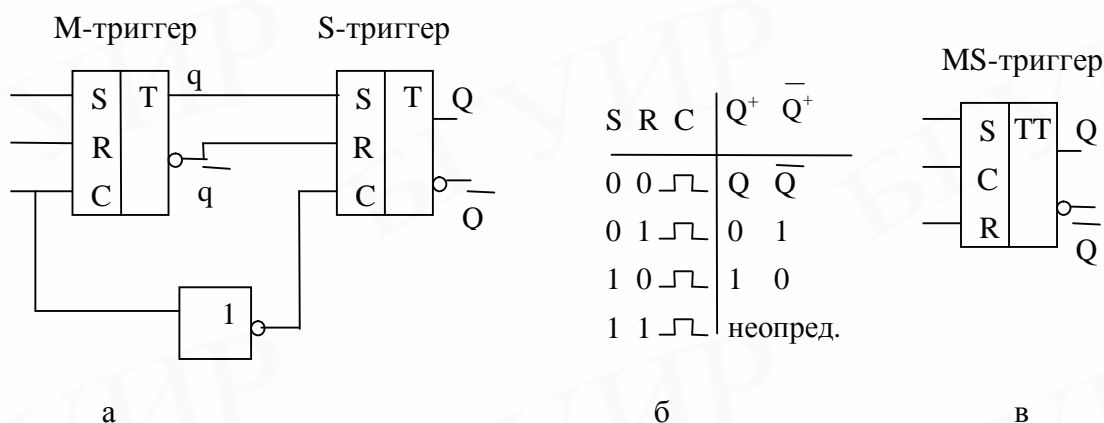 М-триггер
S-триггер
S T q
R
q̅
C
S T Q
R
C
Q̅
1
а
S R C Q⁺ Q̅⁺
0 0 Q Q̅
0 1 0 1
1 0 1 0
1 1 неопред.
б
MS-триггер
S TT Q
C
R
Q̅
в
БГУИР